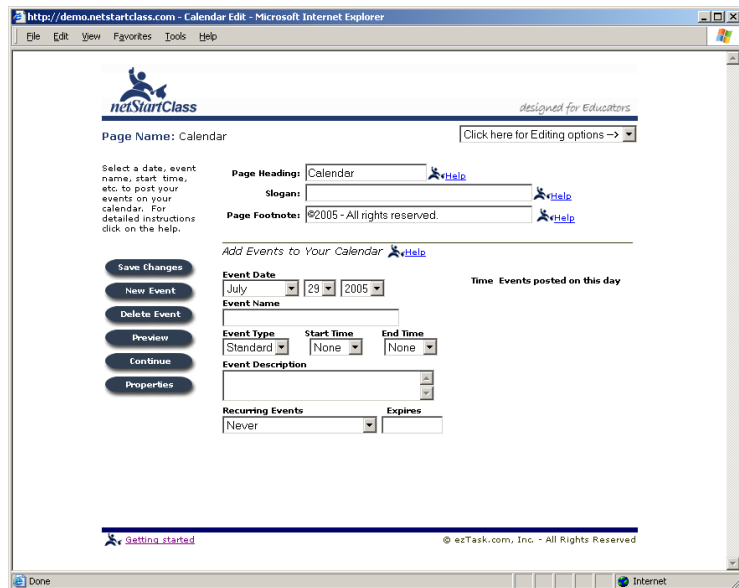 http://demo.netstartclass.com - Calendar Edit - Microsoft Internet Explorer
File Edit View Favorites Tools Help
netStartClass
designed for Educators
Page Name: Calendar
Click here for Editing options -->
Select a date, event
name, start time,
etc. to post your
events on your
calendar. For
detailed instructions
click on the help.
Page Heading: Calendar Help
Slogan: Help
Page Footnote: ©2005 - All rights reserved. Help
Add Events to Your Calendar Help
Save Changes
New Event
Delete Event
Preview
Continue
Properties
Event Date
July 29 2005
Time Events posted on this day
Event Name
Event Type Start Time End Time
Standard None None
Event Description
Recurring Events Expires
Never
Getting started
© ezTask.com, Inc. - All Rights Reserved
Done
Internet